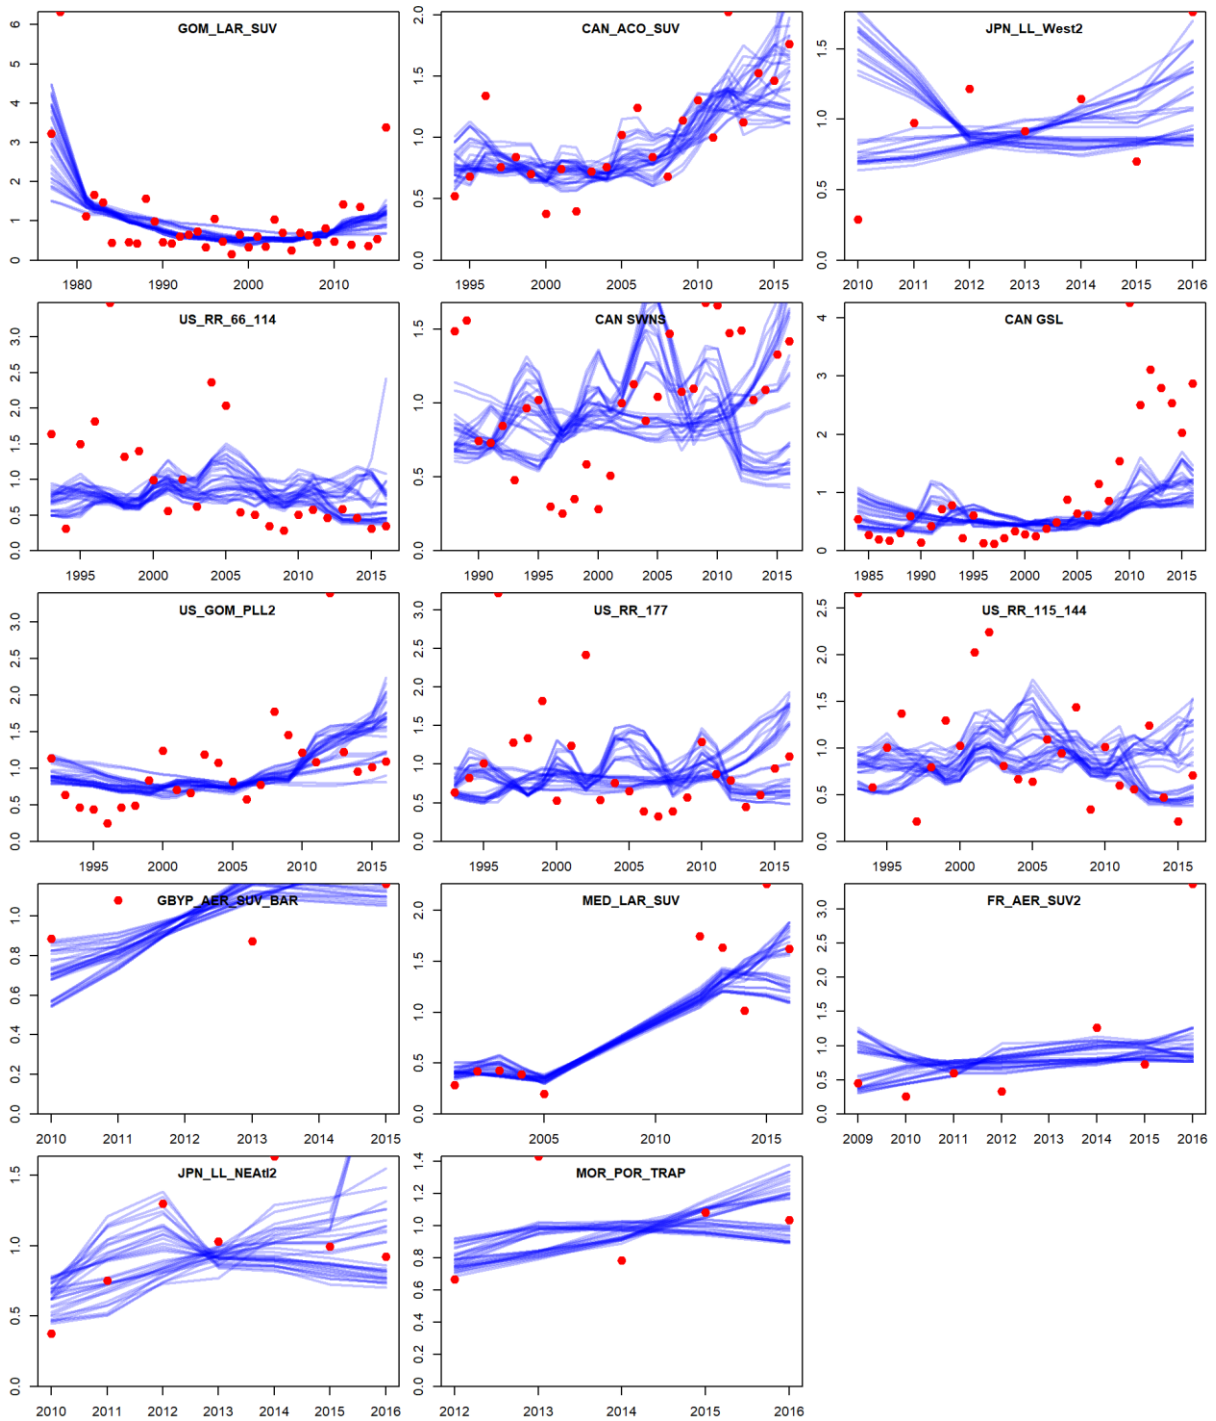 GOM_LAR_SUV
0 1 2 3 4 5 6
1980 1990 2000 2010
CAN_ACO_SUV
0.0 0.5 1.0 1.5 2.0
1995 2000 2005 2010 2015
JPN_LL_West2
0.0 0.5 1.0 1.5
2010 2011 2012 2013 2014 2015 2016
US_RR_66_114
0.0 0.5 1.0 1.5 2.0 2.5 3.0
1995 2000 2005 2010 2015
CAN SWNS
0.0 0.5 1.0 1.5
1990 1995 2000 2005 2010 2015
CAN GSL
0 1 2 3 4
1985 1990 1995 2000 2005 2010 2015
US_GOM_PLL2
0.0 0.5 1.0 1.5 2.0 2.5 3.0
1995 2000 2005 2010 2015
US_RR_177
0.0 0.5 1.0 1.5 2.0 2.5 3.0
1995 2000 2005 2010 2015
US_RR_115_144
0.0 0.5 1.0 1.5 2.0 2.5
1995 2000 2005 2010 2015
GBYP_AER_SUV_BAR
0.0 0.2 0.4 0.6 0.8 1.0
2010 2011 2012 2013 2014 2015
MED_LAR_SUV
0.0 0.5 1.0 1.5 2.0
2005 2010 2015
FR_AER_SUV2
0.0 0.5 1.0 1.5 2.0 2.5 3.0
2009 2010 2011 2012 2013 2014 2015 2016
JPN_LL_NEAtl2
0.0 0.5 1.0 1.5
2010 2011 2012 2013 2014 2015 2016
MOR_POR_TRAP
0.0 0.2 0.4 0.6 0.8 1.0 1.2 1.4
2012 2013 2014 2015 2016